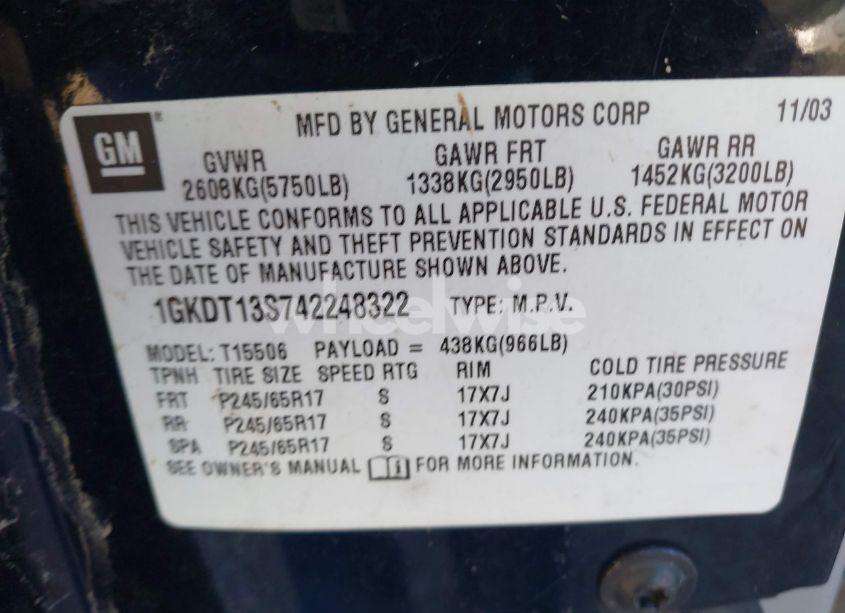 GM
MFD BY GENERAL MOTORS CORP 11/03
GVWR GAWR FRT GAWR RR
2608KG(5750LB) 1338KG(2950LB) 1452KG(3200LB)
THIS VEHICLE CONFORMS TO ALL APPLICABLE U.S. FEDERAL MOTOR
VEHICLE SAFETY AND THEFT PREVENTION STANDARDS IN EFFECT ON
THE DATE OF MANUFACTURE SHOWN ABOVE.
1GKDT13S742248322 TYPE: M.P.V.
wheelwise
MODEL: T15506 PAYLOAD = 438KG(966LB)
TPNH TIRE SIZE SPEED RTG RIM COLD TIRE PRESSURE
FRT P245/65R17 S 17X7J 210KPA(30PSI)
RR P245/65R17 S 17X7J 240KPA(35PSI)
SPA P245/65R17 S 17X7J 240KPA(35PSI)
SEE OWNER'S MANUAL FOR MORE INFORMATION.